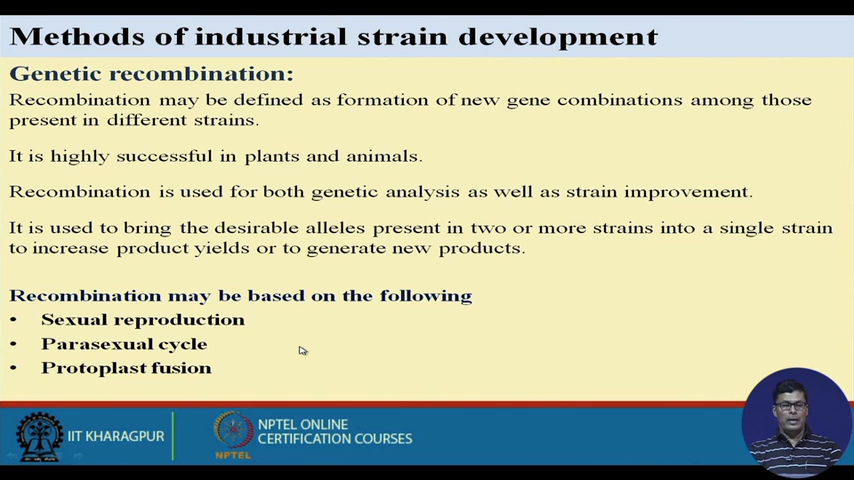 Methods of industrial strain development
Genetic recombination:
Recombination may be defined as formation of new gene combinations among those
present in different strains.
It is highly successful in plants and animals.
Recombination is used for both genetic analysis as well as strain improvement.
It is used to bring the desirable alleles present in two or more strains into a single strain
to increase product yields or to generate new products.
Recombination may be based on the following
• Sexual reproduction
• Parasexual cycle
• Protoplast fusion
IIT KHARAGPUR
NPTEL
NPTEL ONLINE
CERTIFICATION COURSES